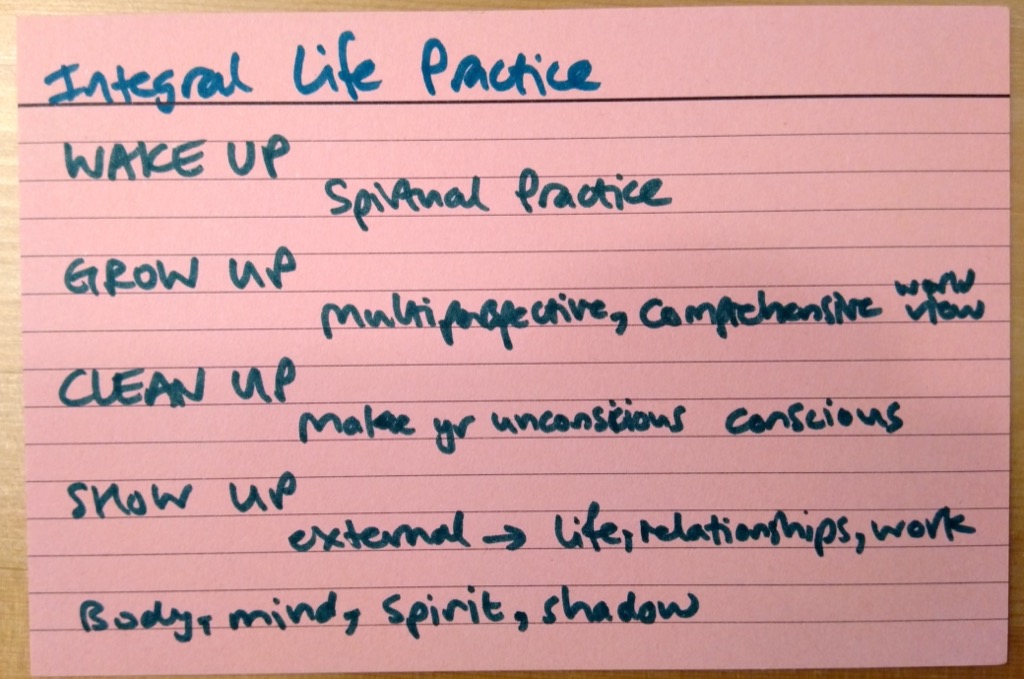 Integral Life Practice
WAKE UP
Spiritual Practice
GROW UP
multiperspective, comprehensive world view
CLEAN UP
make yr unconscious conscious
SHOW UP
external → life, relationships, work
Body, mind, spirit, shadow